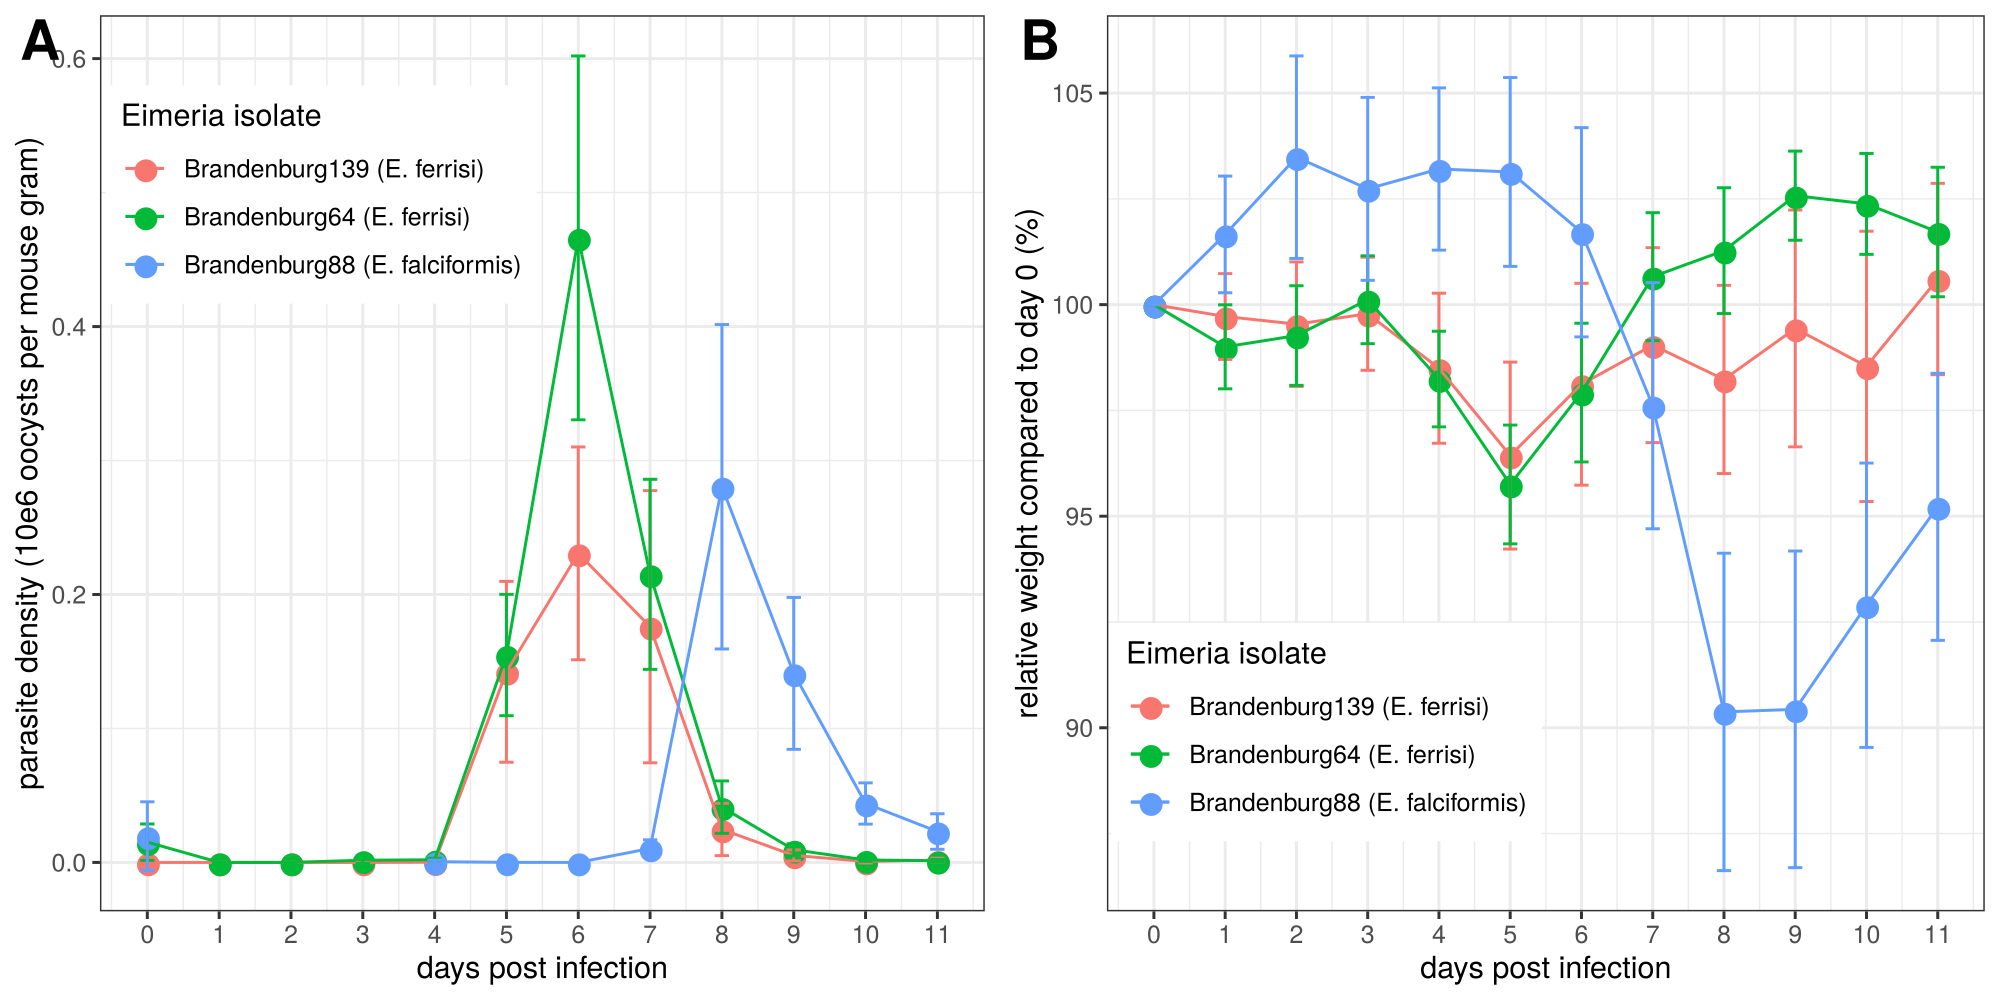 A
0.6
0.4
0.2
0.0
parasite density (10e6 oocysts per mouse gram)
Eimeria isolate
Brandenburg139 (E. ferrisi)
Brandenburg64 (E. ferrisi)
Brandenburg88 (E. falciformis)
0 1 2 3 4 5 6 7 8 9 10 11
days post infection
B
105
100
95
90
relative weight compared to day 0 (%)
Eimeria isolate
Brandenburg139 (E. ferrisi)
Brandenburg64 (E. ferrisi)
Brandenburg88 (E. falciformis)
0 1 2 3 4 5 6 7 8 9 10 11
days post infection